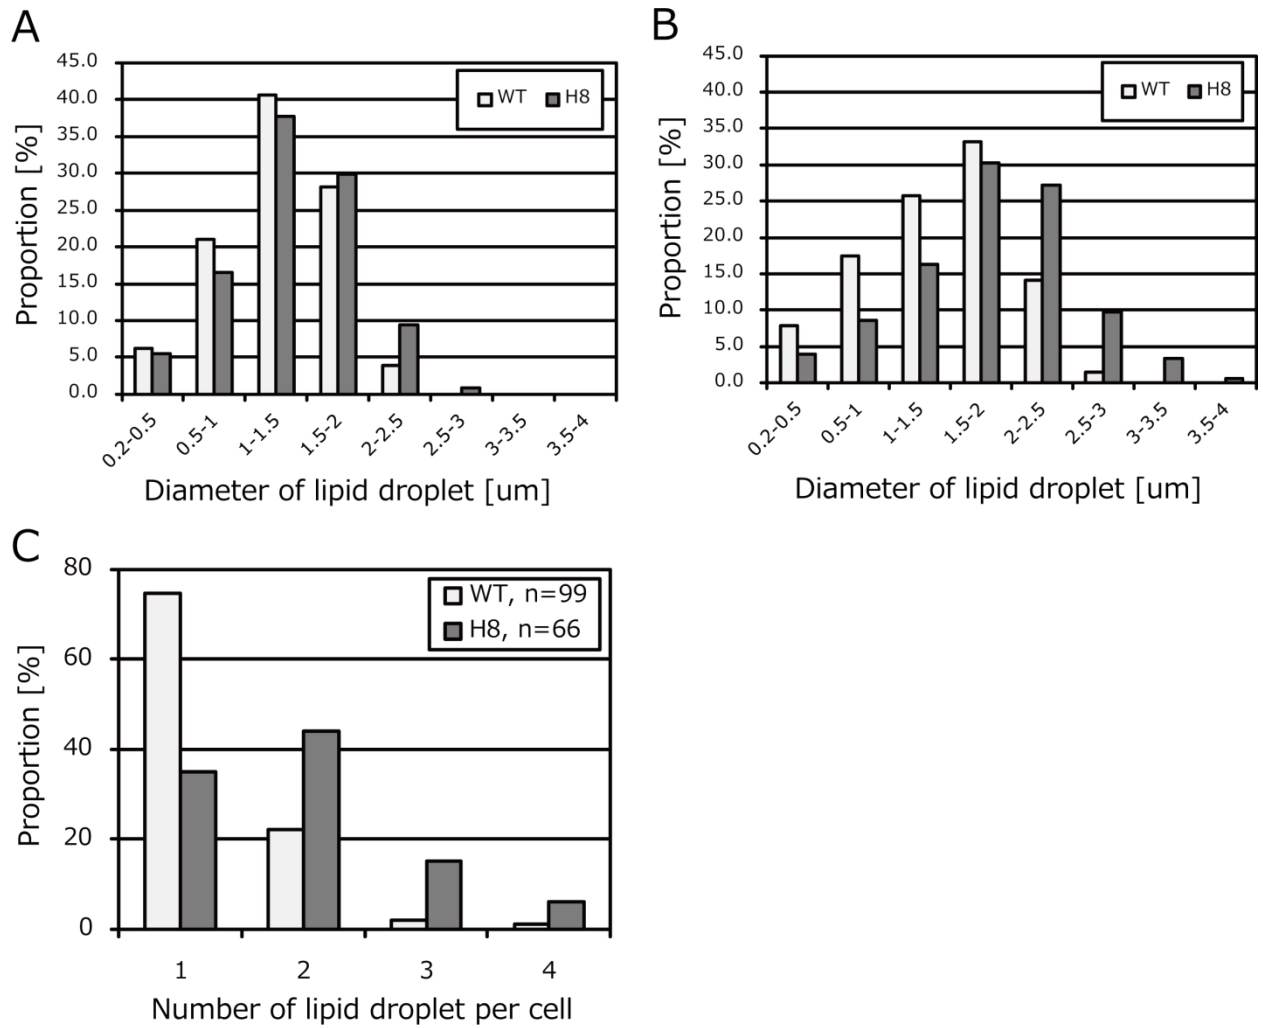 A
45.0
40.0
35.0
30.0
25.0
20.0
15.0
10.0
5.0
0.0
Proportion [%]
WT H8
0.2-0.5 0.5-1 1-1.5 1.5-2 2-2.5 2.5-3 3-3.5 3.5-4
Diameter of lipid droplet [um]
B
45.0
40.0
35.0
30.0
25.0
20.0
15.0
10.0
5.0
0.0
Proportion [%]
WT H8
0.2-0.5 0.5-1 1-1.5 1.5-2 2-2.5 2.5-3 3-3.5 3.5-4
Diameter of lipid droplet [um]
C
80
60
40
20
0
Proportion [%]
WT, n=99
H8, n=66
1 2 3 4
Number of lipid droplet per cell